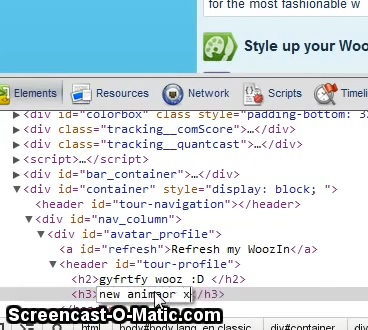 for the most fashionable w
Style up your Woo
Elements Resources Network Scripts Timeli
▶<div id="colorbox" class style="padding-bottom: 37
▶<div class="tracking__comScore">…</div>
▶<div class="tracking__quantcast">…</div>
▶<script>…</script>
▶<div id="bar_container">…</div>
▼<div id="container" style="display: block; ">
<header id="tour-navigation"></header>
▼<div id="nav_column">
▼<div id="avatar_profile">
<a id="refresh">Refresh my WoozIn</a>
▼<header id="tour-profile">
<h2>gyfrtfy wooz :D </h2>
<h3>new x</h3>
Screencast-O-Matic.com
html body#body.lang_en.classic div#container